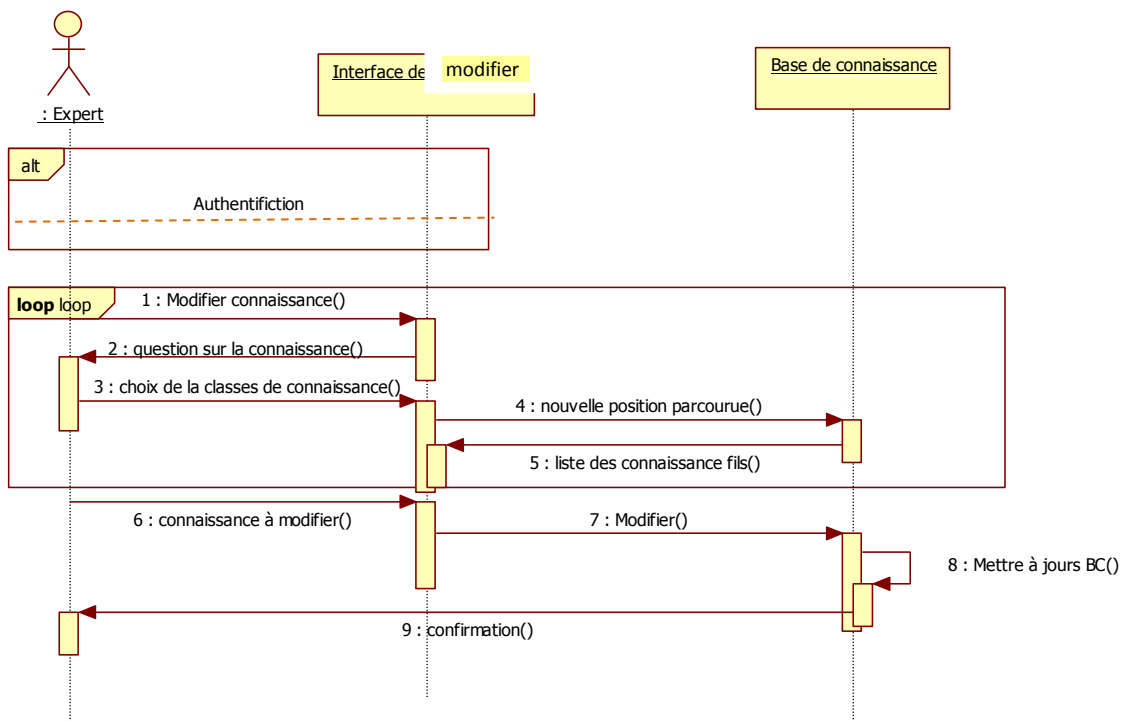 Interface de modifier
Base de connaissance
: Expert
alt
Authentifiction
loop loop
1 : Modifier connaissance()
2 : question sur la connaissance()
3 : choix de la classes de connaissance()
4 : nouvelle position parcourue()
5 : liste des connaissance fils()
6 : connaissance à modifier()
7 : Modifier()
8 : Mettre à jours BC()
9 : confirmation()